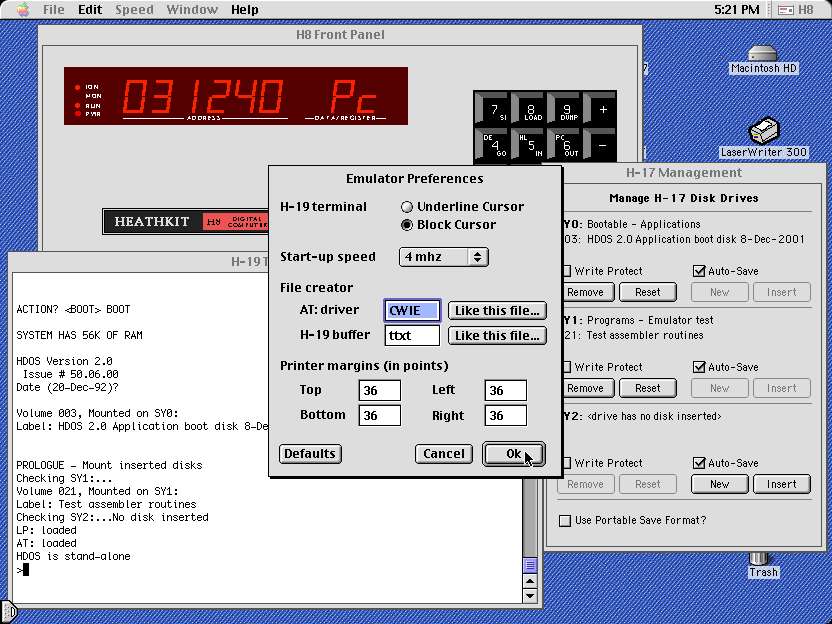 File Edit Speed Window Help 5:21 PM H8
H8 Front Panel
ION
MON
RUN
PWR
031240 Pc
ADDRESS DATA/REGISTER
7 SI 8 LOAD 9 DUMP +
DE 4 GO HL 5 IN PC 6 OUT -
HEATHKIT H8 DIGITAL COMPUTER
Macintosh HD
LaserWriter 300
Trash
Emulator Preferences
H-19 terminal Underline Cursor
Block Cursor
Start-up speed 4 mhz
File creator
AT: driver CWIE Like this file...
H-19 buffer ttxt Like this file...
Printer margins (in points)
Top 36 Left 36
Bottom 36 Right 36
Defaults Cancel Ok
H-17 Management
Manage H-17 Disk Drives
Y0: Bootable - Applications
03: HDOS 2.0 Application boot disk 8-Dec-2001
Write Protect Auto-Save
Remove Reset New Insert
Y1: Programs - Emulator test
21: Test assembler routines
Write Protect Auto-Save
Remove Reset New Insert
Y2: <drive has no disk inserted>
Write Protect Auto-Save
Remove Reset New Insert
Use Portable Save Format?
H-19 T
ACTION? <BOOT> BOOT
SYSTEM HAS 56K OF RAM
HDOS Version 2.0
Issue # 50.06.00
Date (20-Dec-92)?
Volume 003, Mounted on SY0:
Label: HDOS 2.0 Application boot disk 8-De
PROLOGUE - Mount inserted disks
Checking SY1:...
Volume 021, Mounted on SY1:
Label: Test assembler routines
Checking SY2:...No disk inserted
LP: loaded
AT: loaded
HDOS is stand-alone
>